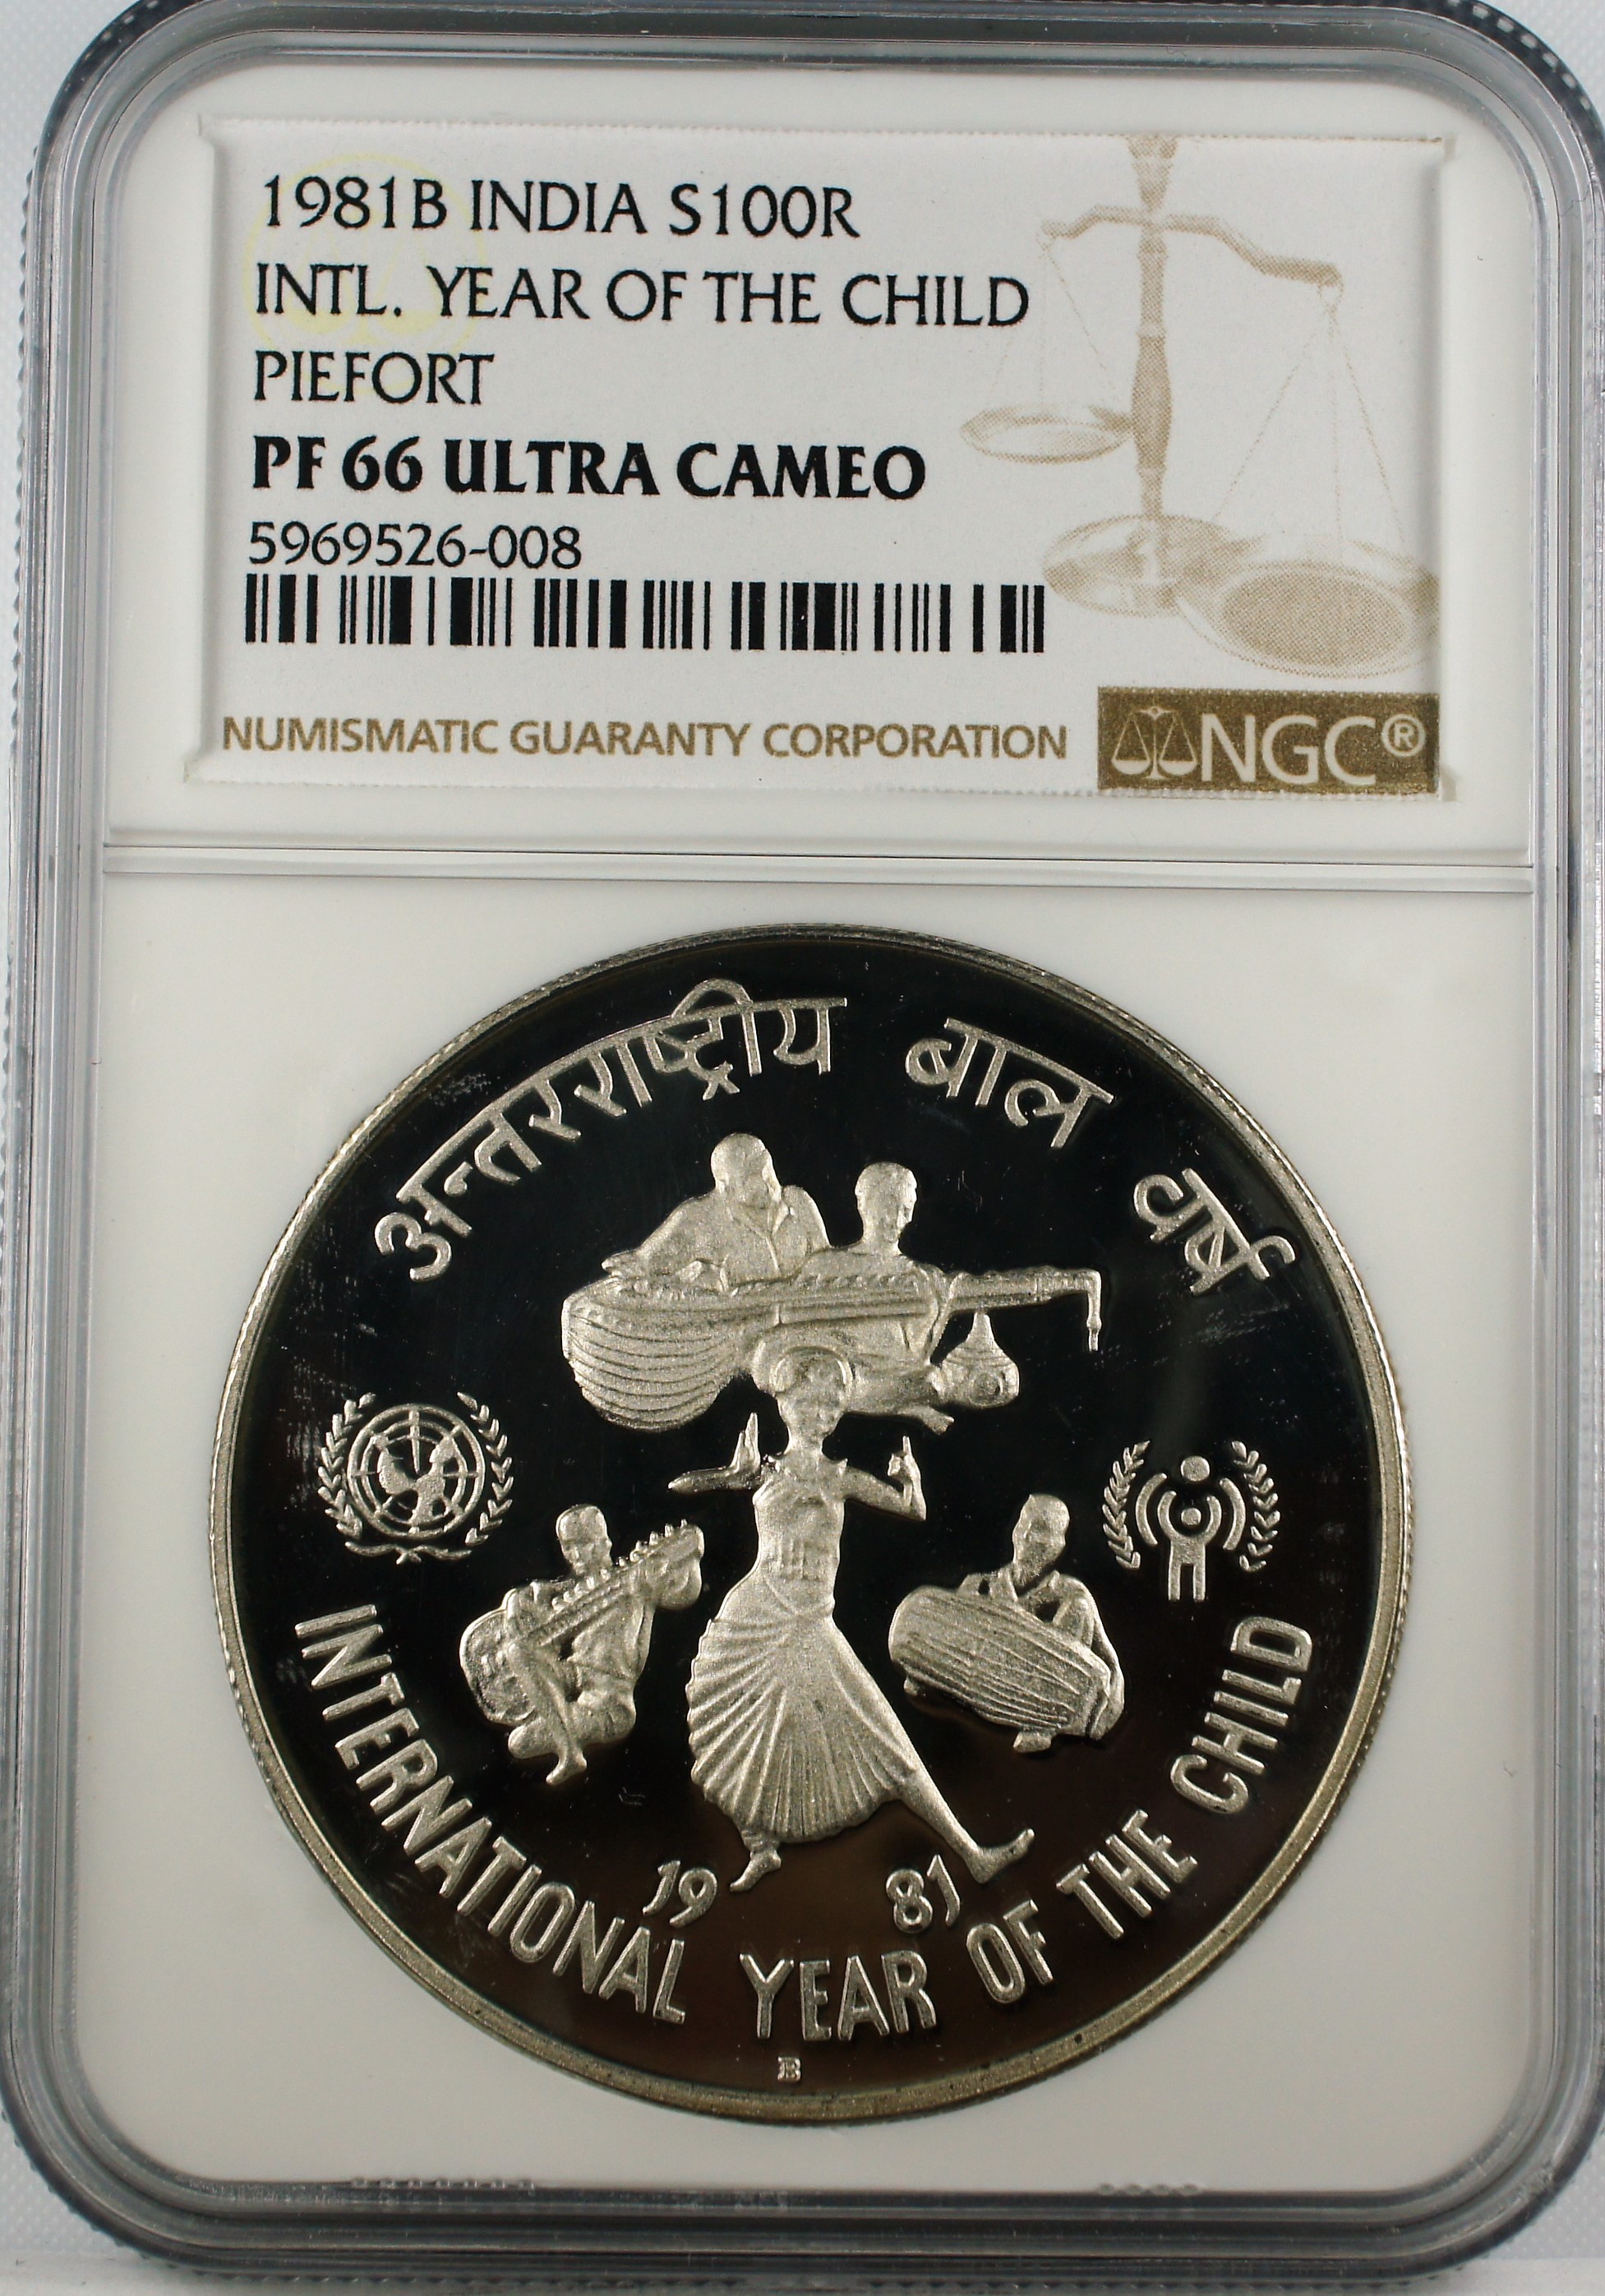 1981B INDIA S100R
INTL. YEAR OF THE CHILD
PIEFORT
PF 66 ULTRA CAMEO
5969526-008
NUMISMATIC GUARANTY CORPORATION
NGC®
अन्तरराष्ट्रीय बाल वर्ष
19 81
INTERNATIONAL YEAR OF THE CHILD
B